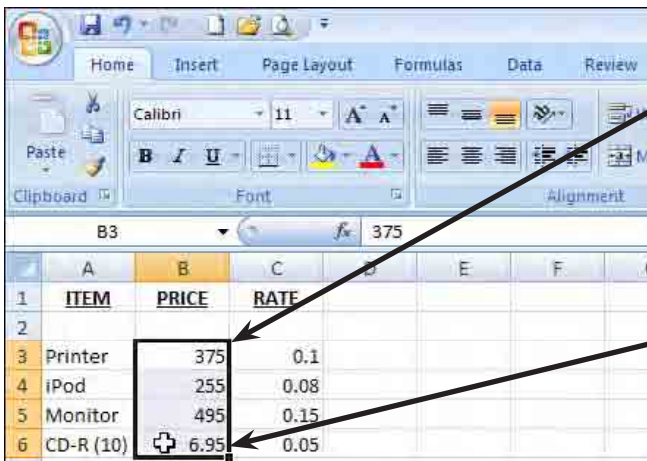 Home Insert Page Layout Formulas Data Review
Calibri 11 A A
Paste B I U A
Clipboard Font Alignment
B3 fx 375
A B C D E F
1 ITEM PRICE RATE
2
3 Printer 375 0.1
4 iPod 255 0.08
5 Monitor 495 0.15
6 CD-R (10) 6.95 0.05